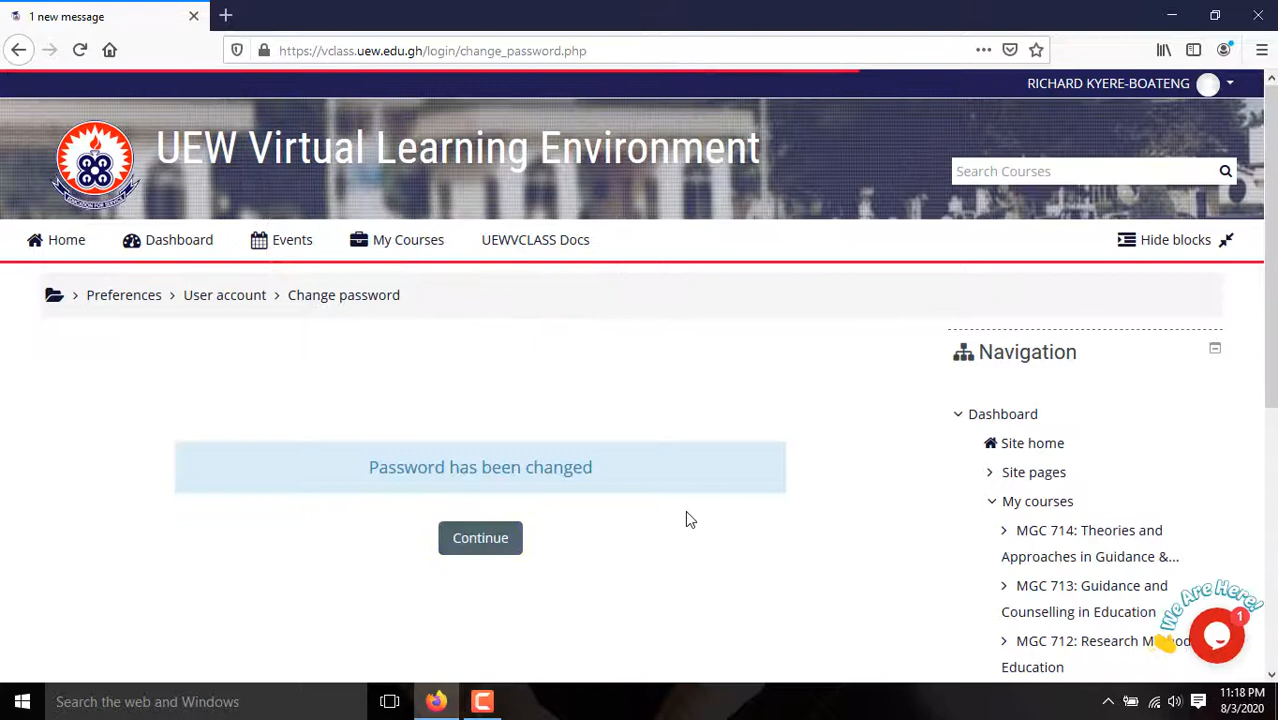 1 new message
https://vclass.uew.edu.gh/login/change_password.php
RICHARD KYERE-BOATENG
UEW Virtual Learning Environment
Search Courses
EDUCATION FOR SERVICE
Home
Dashboard
Events
My Courses
UEWVCLASS Docs
Hide blocks
Preferences
User account
Change password
Navigation
Dashboard
Site home
Site pages
My courses
MGC 714: Theories and
Approaches in Guidance &...
MGC 713: Guidance and
Counselling in Education
MGC 712: Research
Education
Password has been changed
Continue
We Are Here!
1
Search the web and Windows
11:18 PM
8/3/2020